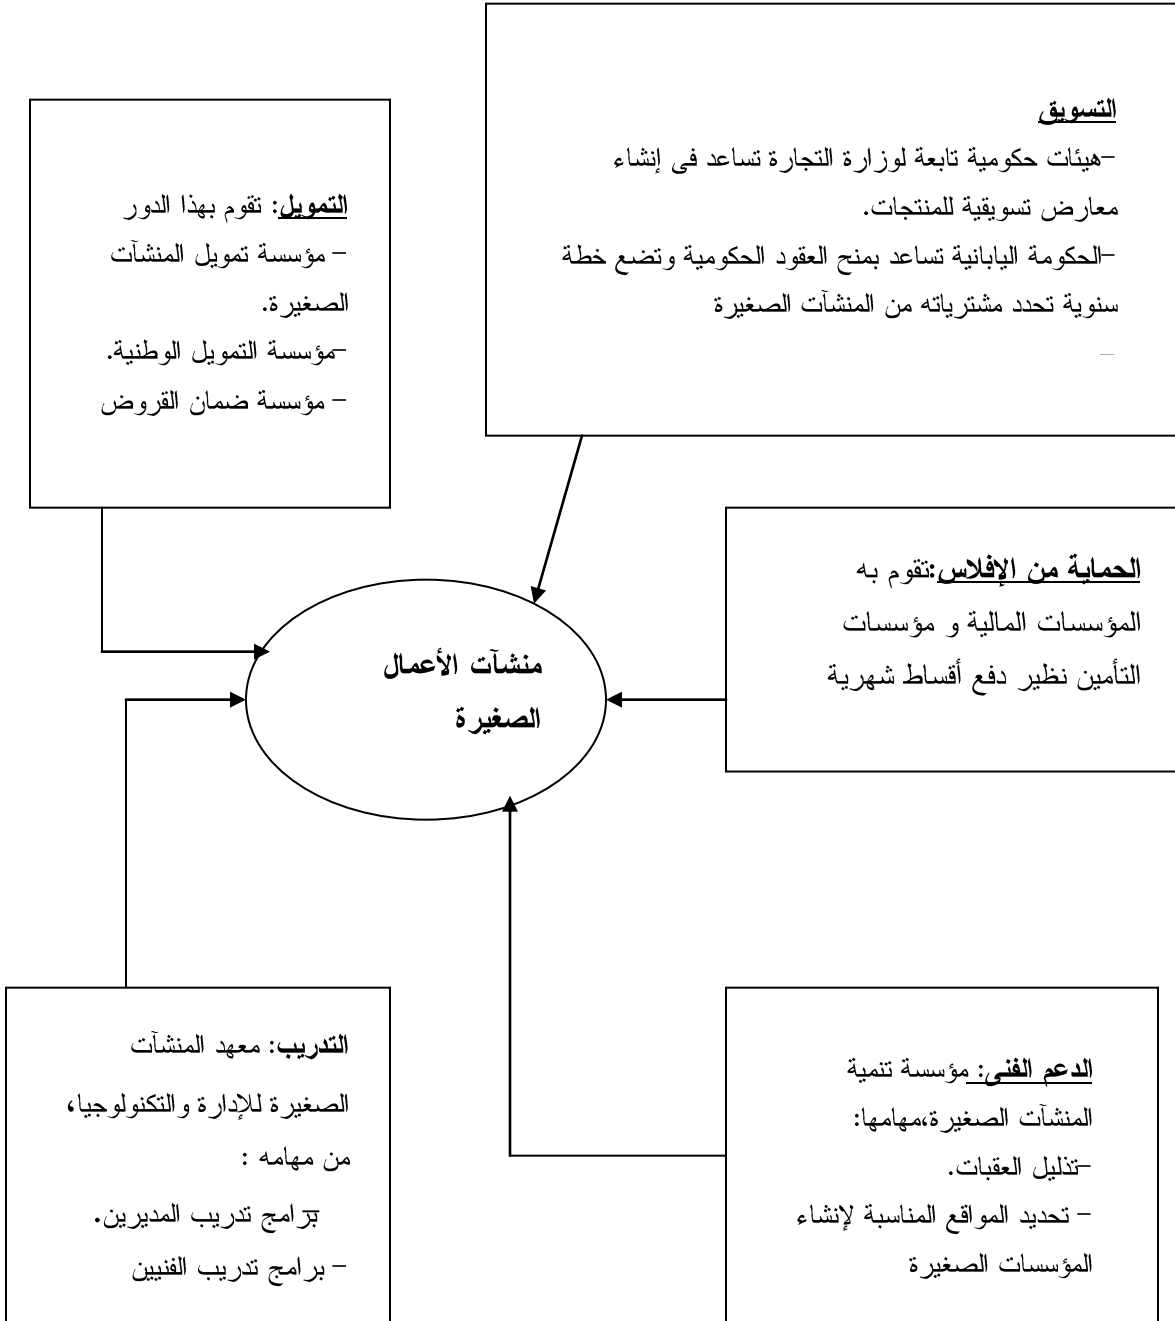 التسويق
-هيئات حكومية تابعة لوزارة التجارة تساعد فى إنشاء
معارض تسويقية للمنتجات.
-الحكومة اليابانية تساعد بمنح العقود الحكومية وتضع خطة
سنوية تحدد مشترياته من المنشآت الصغيرة
-
التمويل: تقوم بهذا الدور
- مؤسسة تمويل المنشآت
الصغيرة.
-مؤسسة التمويل الوطنية.
- مؤسسة ضمان القروض
الحماية من الإفلاس:تقوم به
المؤسسات المالية و مؤسسات
التأمين نظير دفع أقساط شهرية
منشآت الأعمال
الصغيرة
الدعم الفنى: مؤسسة تنمية
المنشآت الصغيرة،مهامها:
-تذليل العقبات.
- تحديد المواقع المناسبة لإنشاء
المؤسسات الصغيرة
التدريب: معهد المنشآت
الصغيرة للإدارة والتكنولوجيا،
من مهامه :
-برامج تدريب المديرين.
- برامج تدريب الفنيين